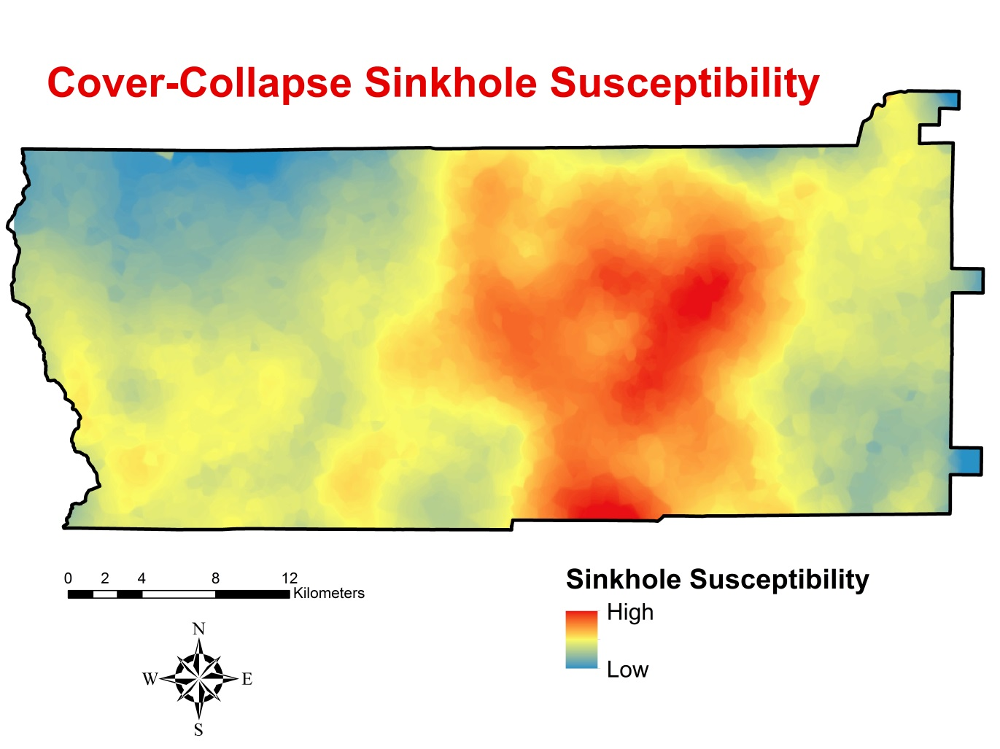 Cover-Collapse Sinkhole Susceptibility
0 2 4 8 12
Kilometers
N
W E
S
Sinkhole Susceptibility
High
Low